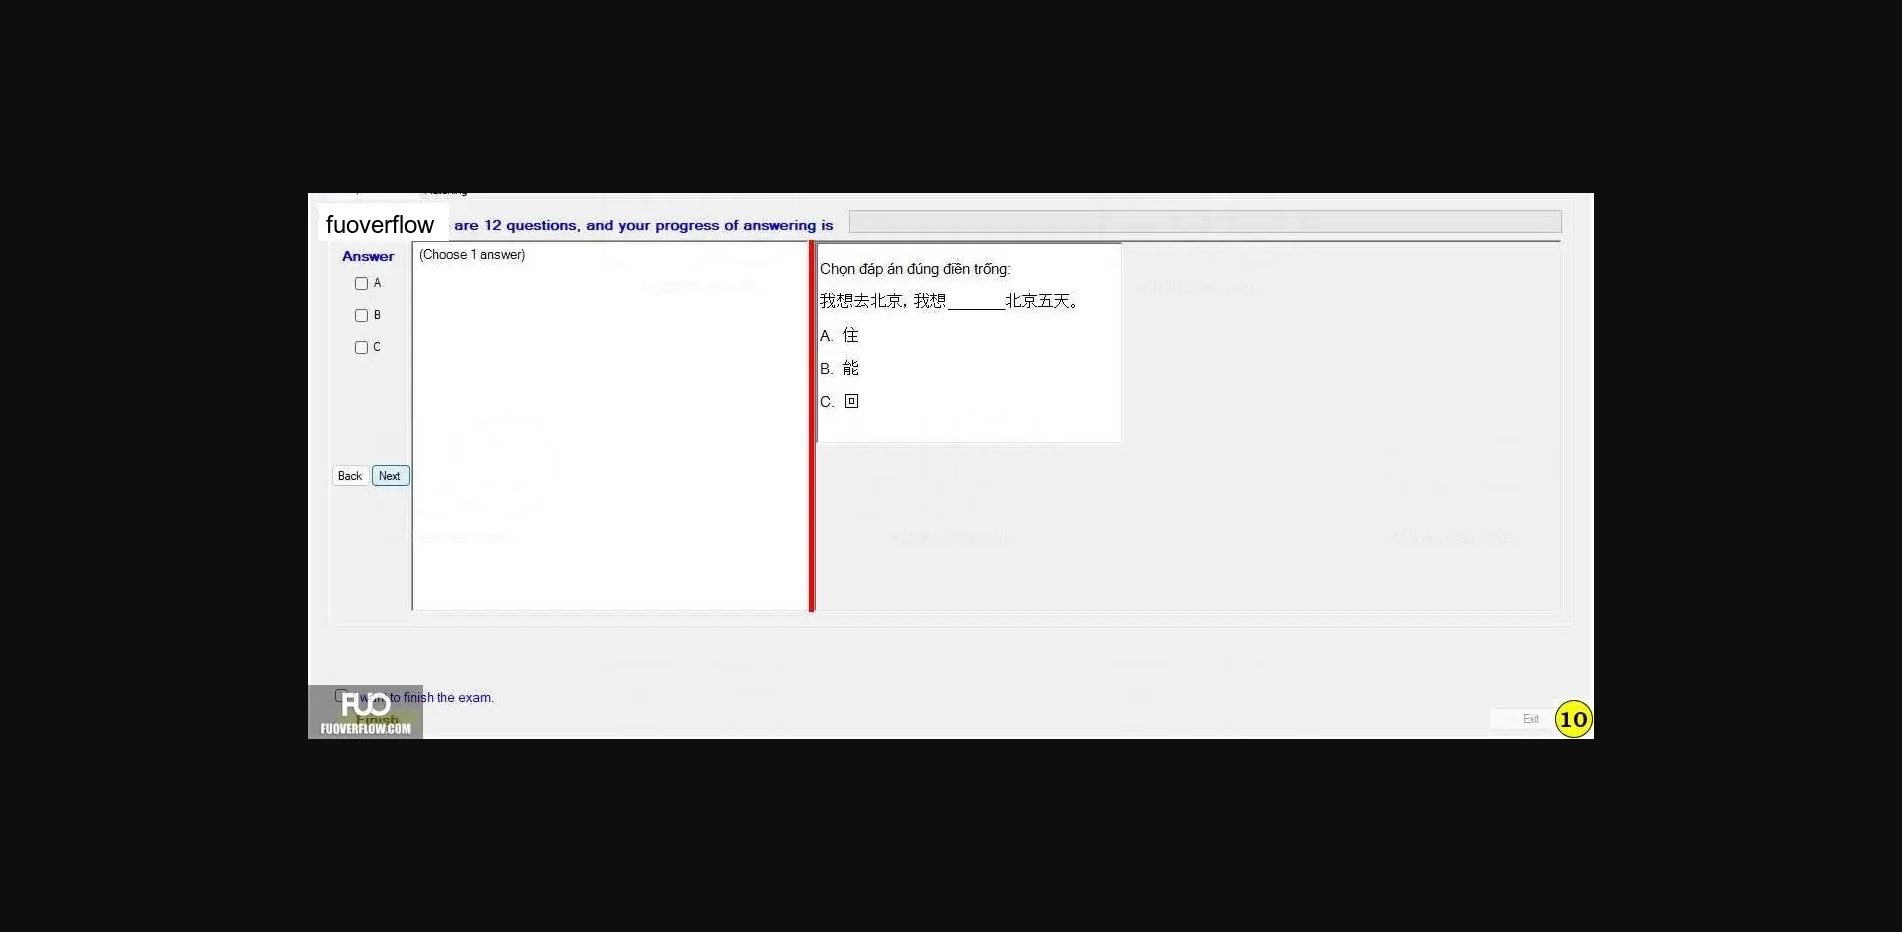 fuoverflow are 12 questions, and your progress of answering is
Answer
(Choose 1 answer)
A
B
C
Back Next
Chọn đáp án đúng điền trống:
我想去北京, 我想_______北京五天。
A. 住
B. 能
C. 回
want to finish the exam.
Finish
FUO
FUOVERFLOW.COM
Exit
10